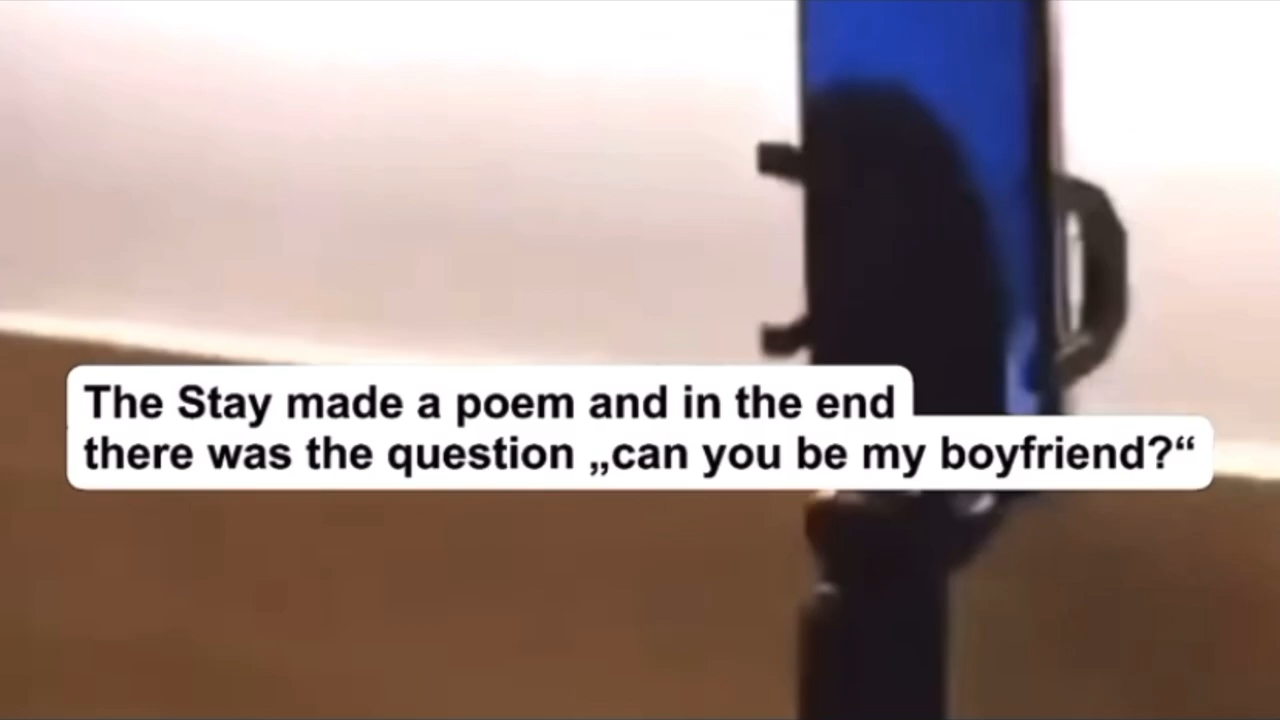 The Stay made a poem and in the end
there was the question „can you be my boyfriend?“